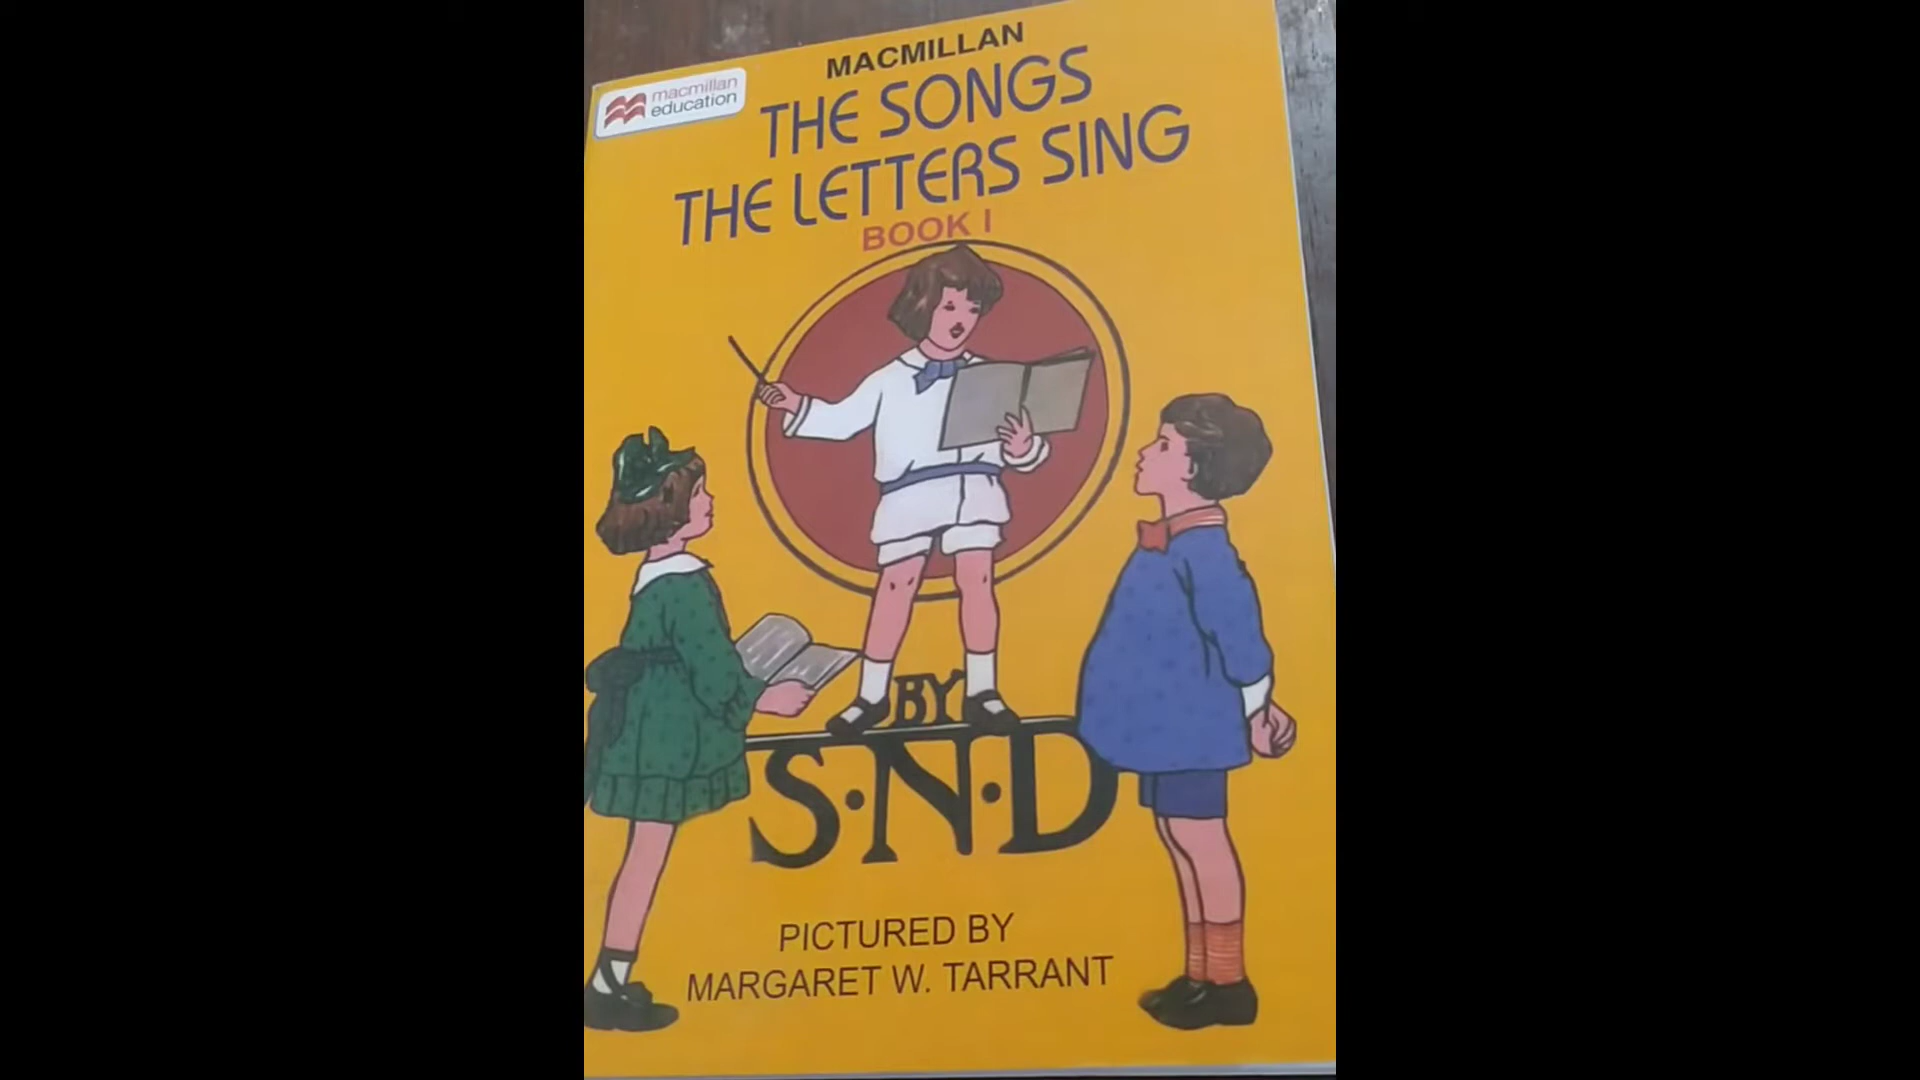 MACMILLAN
macmillan
education
THE SONGS
THE LETTERS SING
BOOK I
BY
S·N·D
PICTURED BY
MARGARET W. TARRANT